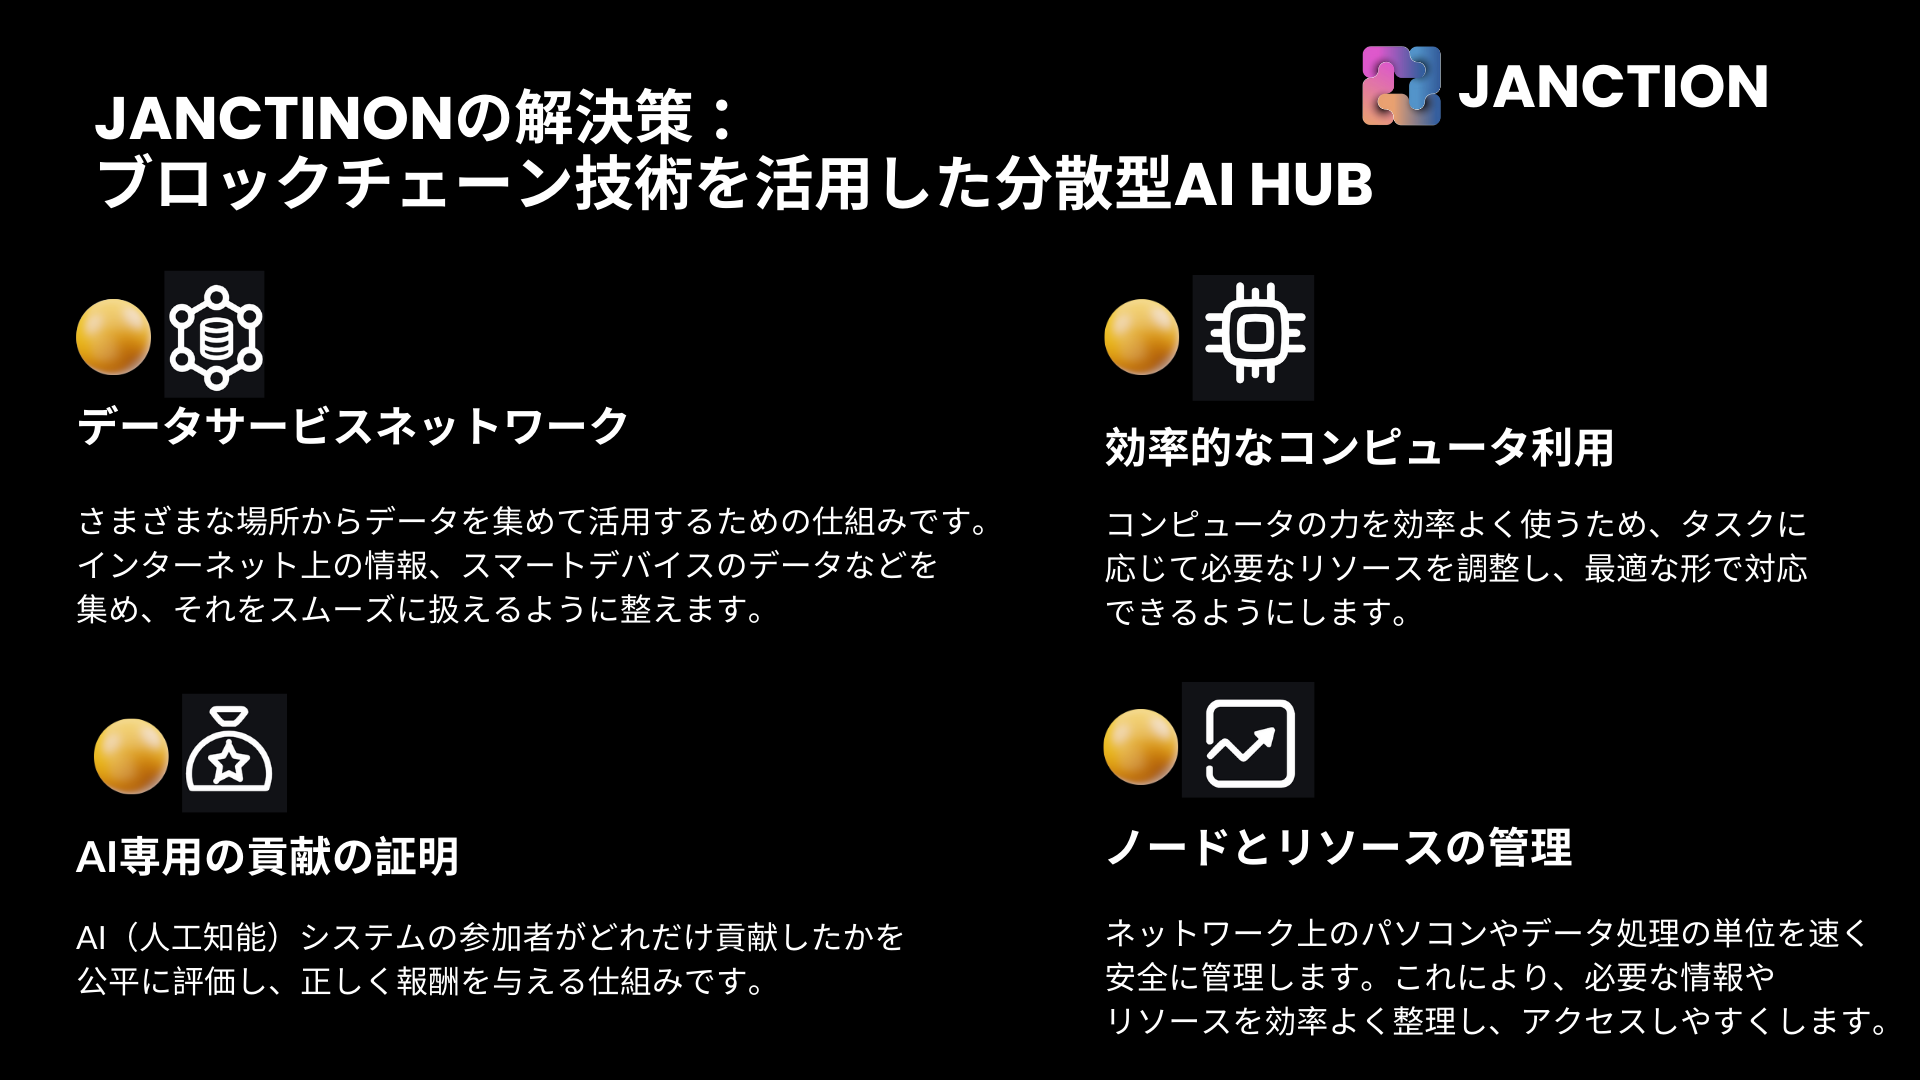 JANCTION
JANCTINONの解決策：
ブロックチェーン技術を活用した分散型AI HUB
データサービスネットワーク
さまざまな場所からデータを集めて活用するための仕組みです。
インターネット上の情報、スマートデバイスのデータなどを
集め、それをスムーズに扱えるように整えます。
効率的なコンピュータ利用
コンピュータの力を効率よく使うため、タスクに
応じて必要なリソースを調整し、最適な形で対応
できるようにします。
AI専用の貢献の証明
AI（人工知能）システムの参加者がどれだけ貢献したかを
公平に評価し、正しく報酬を与える仕組みです。
ノードとリソースの管理
ネットワーク上のパソコンやデータ処理の単位を速く
安全に管理します。これにより、必要な情報や
リソースを効率よく整理し、アクセスしやすくします。